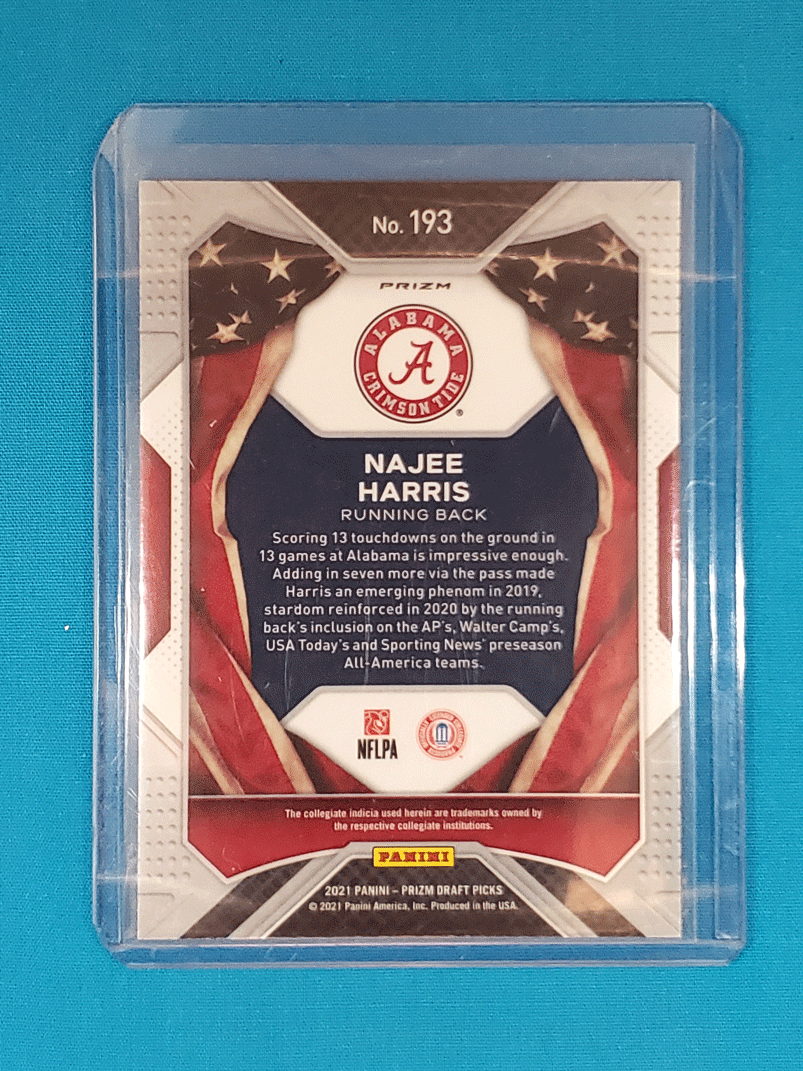 No. 193
PRIZM
ALABAMA
A
CRIMSON TIDE
®
NAJEE
HARRIS
RUNNING BACK
Scoring 13 touchdowns on the ground in
13 games at Alabama is impressive enough.
Adding in seven more via the pass made
Harris an emerging phenom in 2019,
stardom reinforced in 2020 by the running
back's inclusion on the AP's, Walter Camp's,
USA Today's and Sporting News' preseason
All-America teams.
NFLPA
The collegiate indicia used herein are trademarks owned by
the respective collegiate institutions.
PANINI
2021 PANINI – PRIZM DRAFT PICKS
© 2021 Panini America, Inc. Produced in the USA.